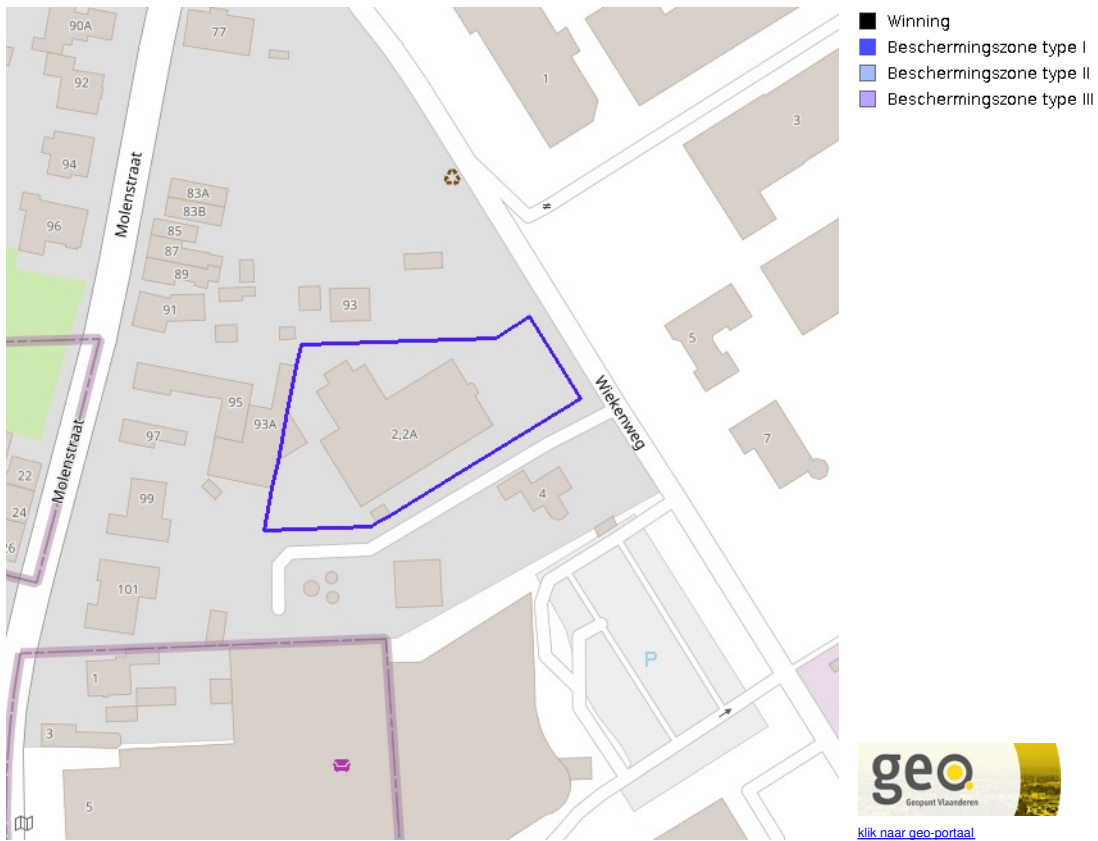 90A
77
92
1
3
94
83A
83B
96
Molenstraat
85
87
89
91
93
5
95
93A
2,2A
Wiekenweg
97
7
22
99
4
24
26
Molenstraat
101
P
1
3
5
Winning
Beschermingszone type I
Beschermingszone type II
Beschermingszone type III
geo.
Geopunt Vlaanderen
klik naar geo-portaal